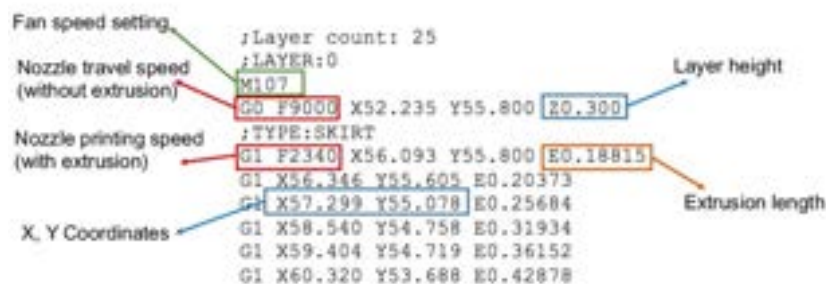 Fan speed setting
Nozzle travel speed
(without extrusion)
Nozzle printing speed
(with extrusion)
X, Y Coordinates
;Layer count: 25
;LAYER:0
M107
G0 F9000 X52.235 Y55.800 Z0.300
;TYPE:SKIRT
G1 F2340 X56.093 Y55.800 E0.18815
G1 X56.346 Y55.605 E0.20373
G1 X57.299 Y55.078 E0.25684
G1 X58.540 Y54.758 E0.31934
G1 X59.404 Y54.719 E0.36152
G1 X60.320 Y53.688 E0.42878
Layer height
Extrusion length